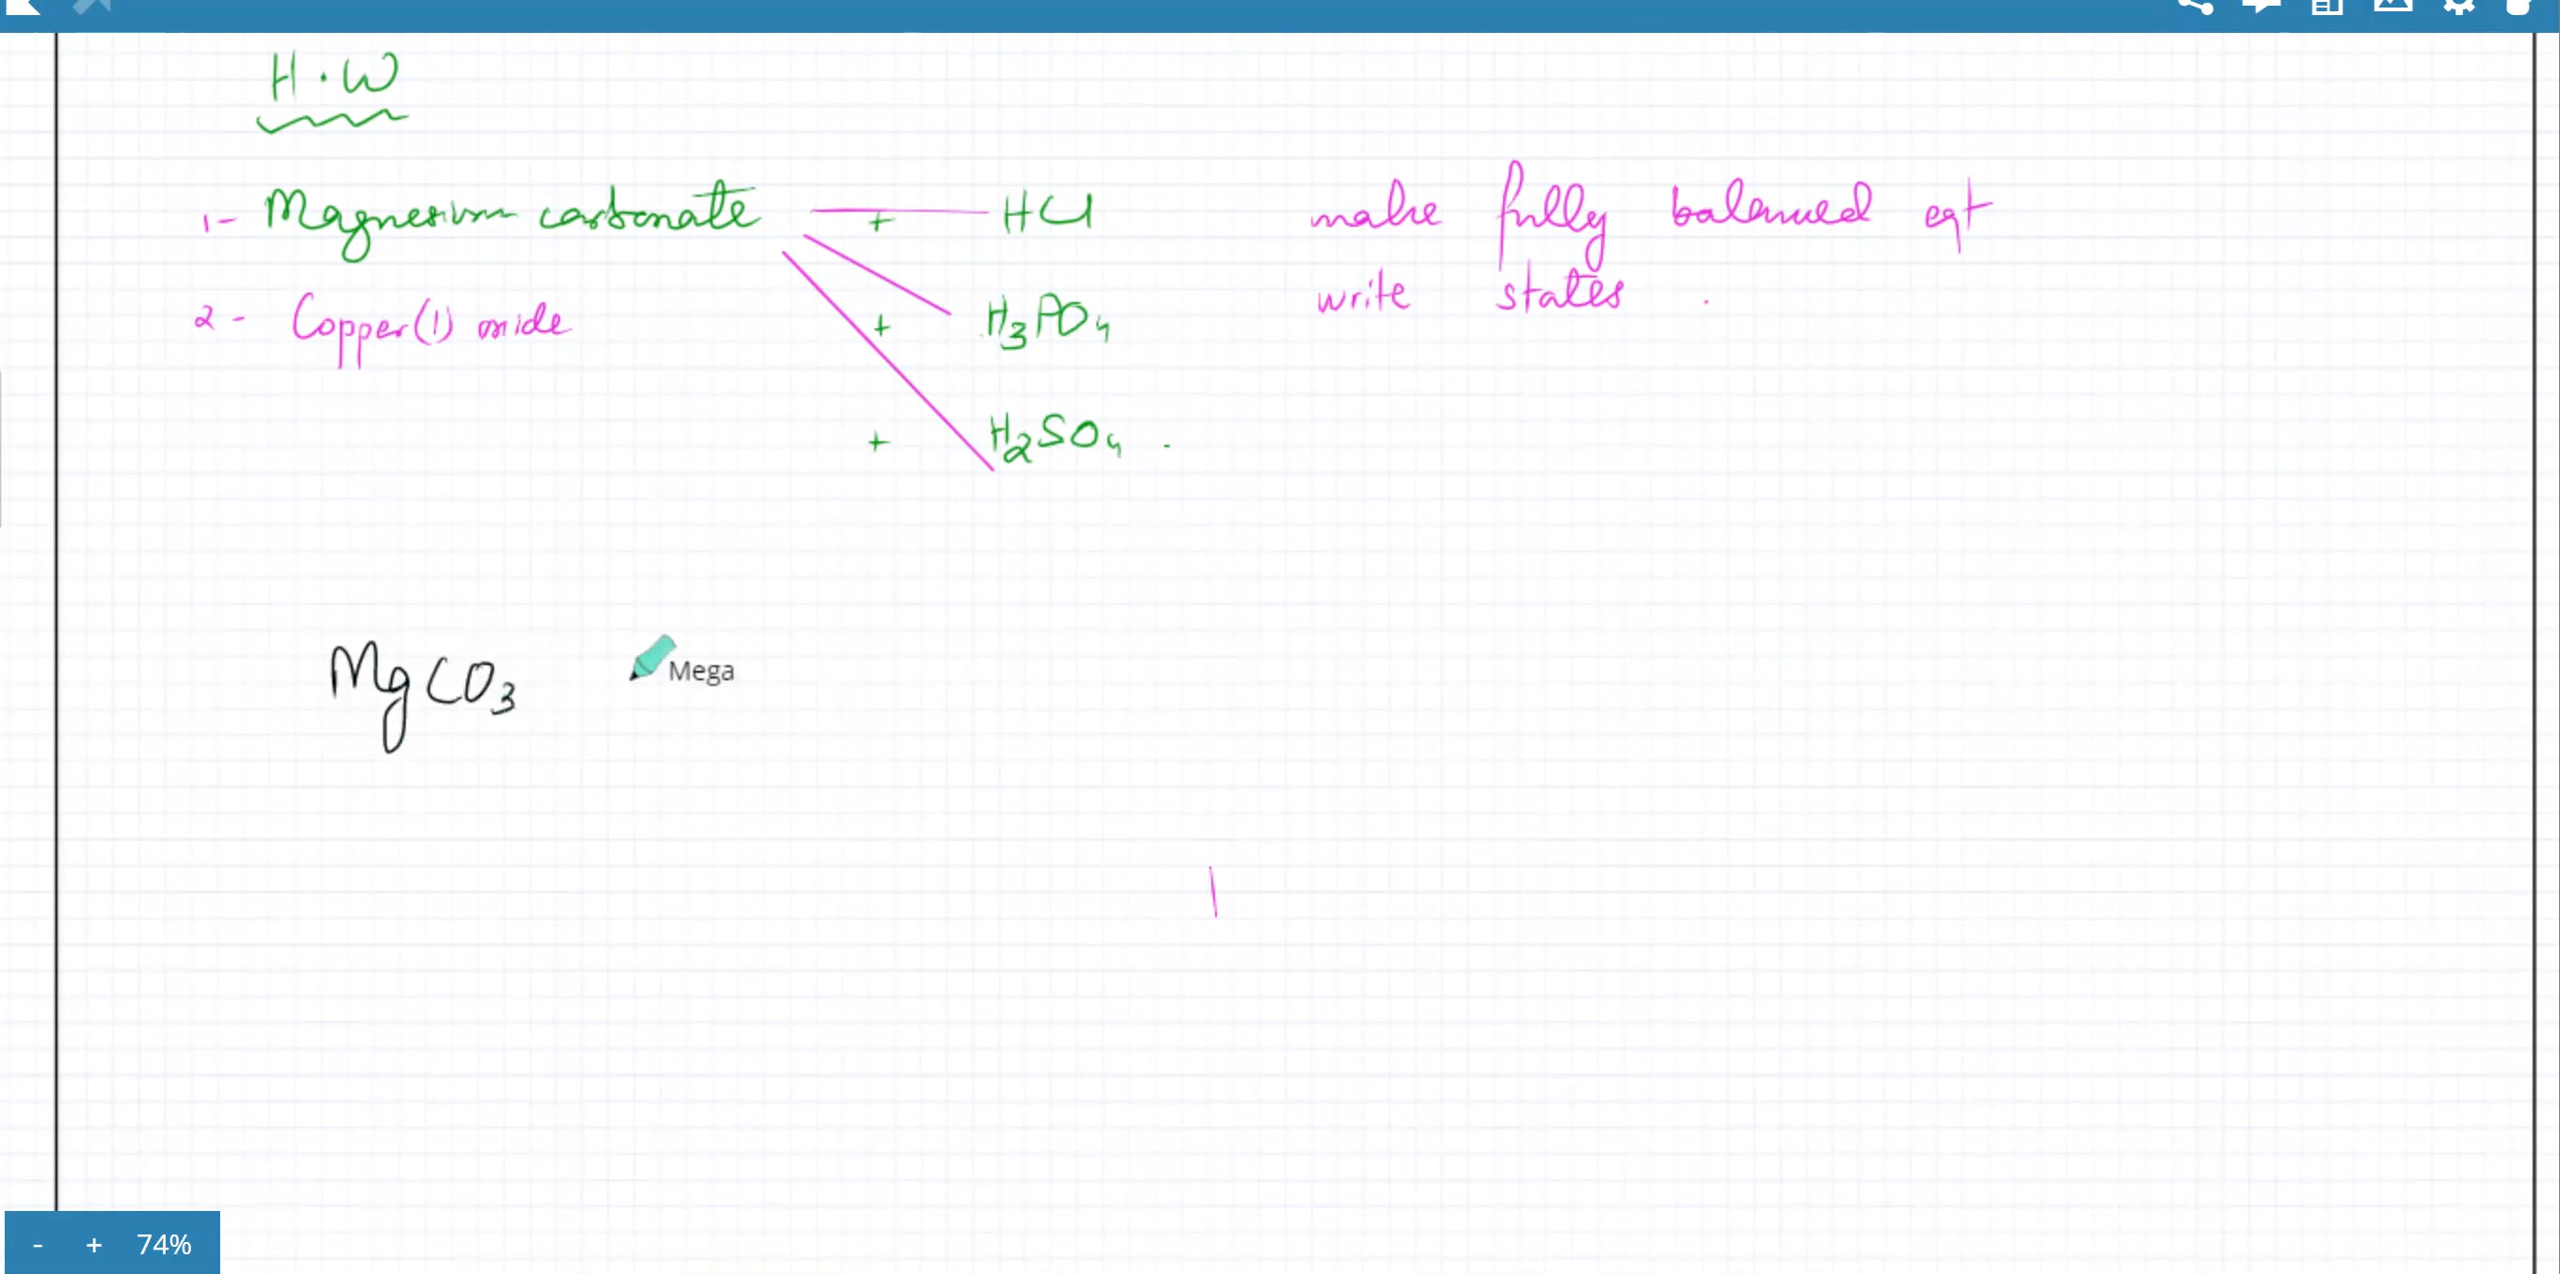 H.W
1- Magnesium carbonate + HCl make fully balanced eqt
2- Copper(I) oxide + H₃PO₄ write states .
+ H₂SO₄ .
MgCO₃ Mega
- + 74%